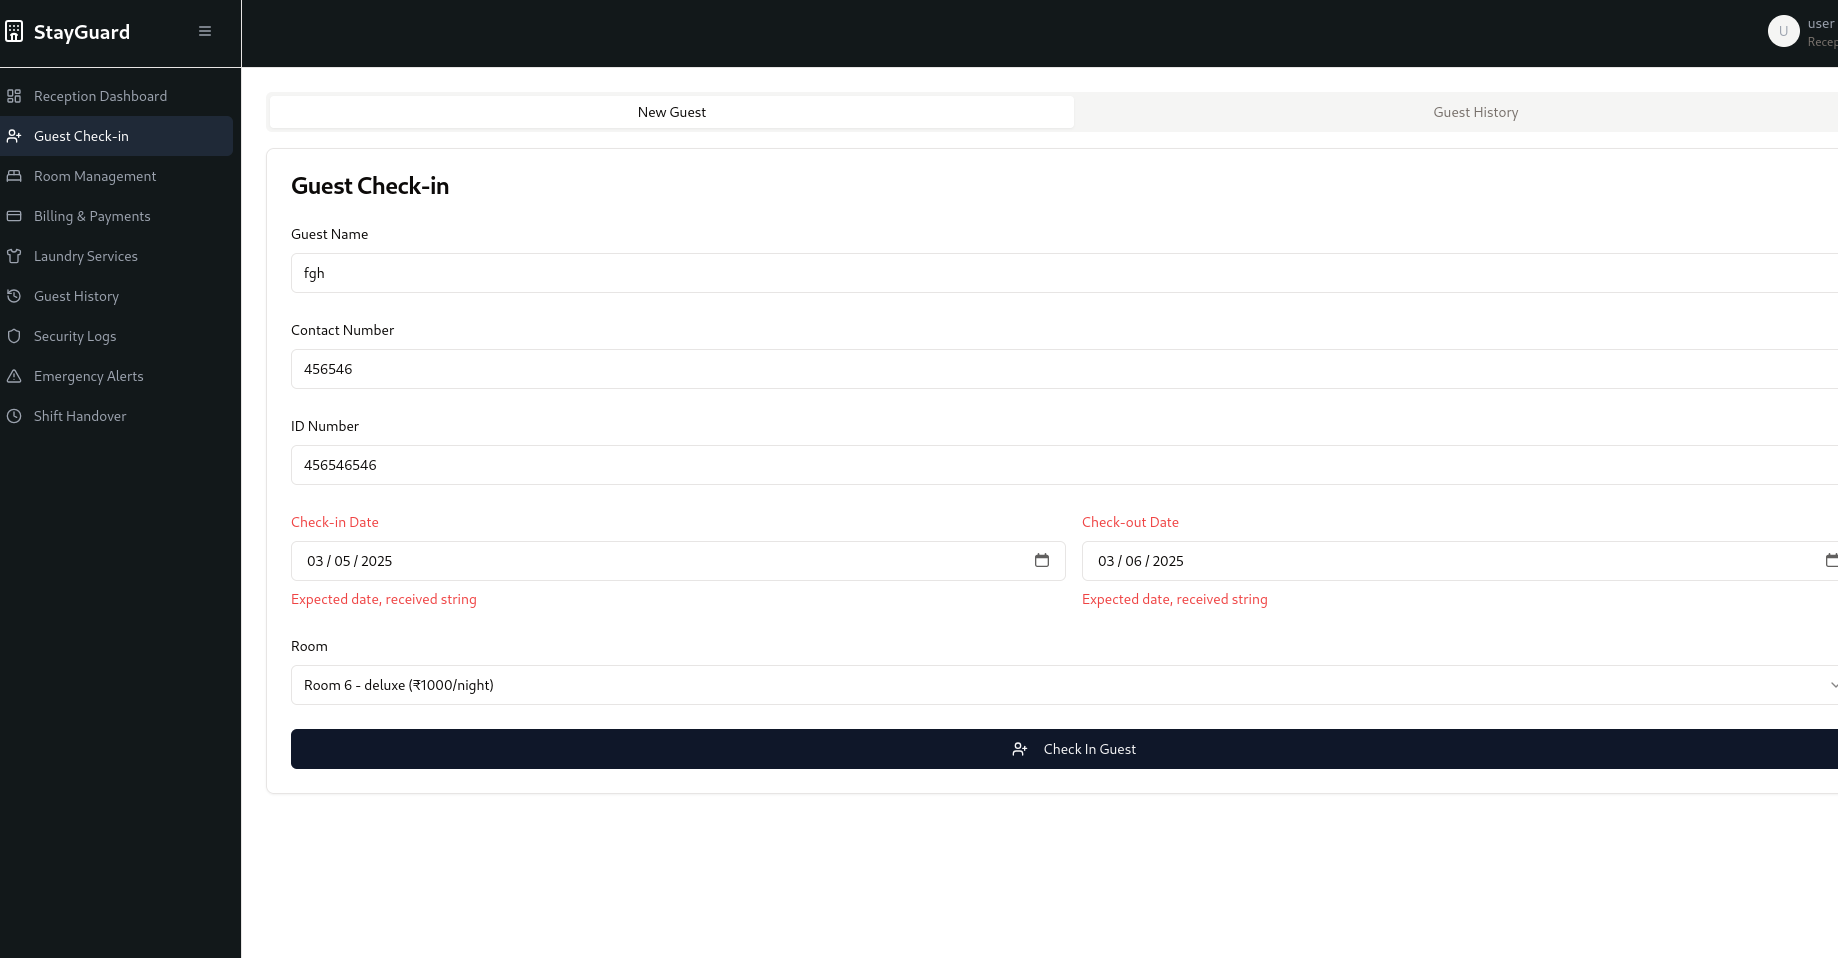 StayGuard
user
Reception Dashboard
Guest Check-in
Room Management
Billing & Payments
Laundry Services
Guest History
Security Logs
Emergency Alerts
Shift Handover
New Guest
Guest History
Guest Check-in
Guest Name
fgh
Contact Number
456546
ID Number
456546546
Check-in Date
Check-out Date
03 / 05 / 2025
03 / 06 / 2025
Expected date, received string
Expected date, received string
Room
Room 6 - deluxe (₹1000/night)
Check In Guest
U
Recep